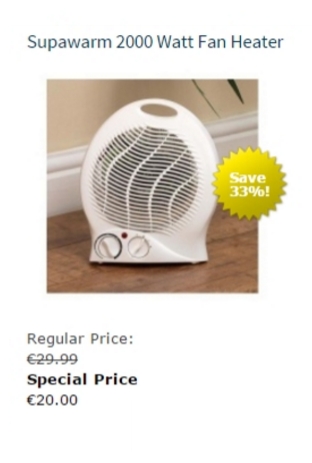 Supawarm 2000 Watt Fan Heater
Save
33%!
Regular Price:
€29.99
Special Price
€20.00